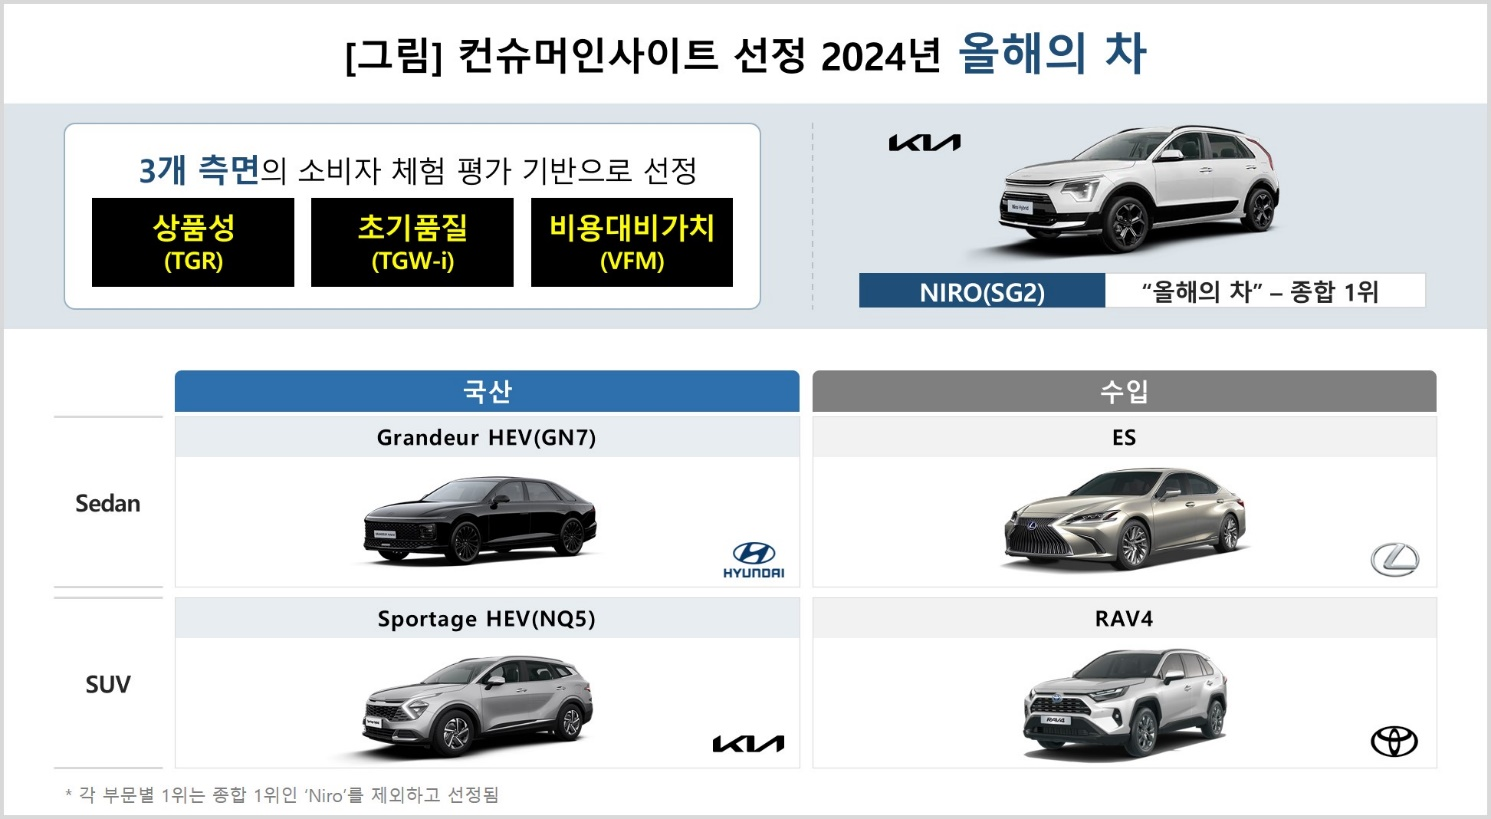 [그림] 컨슈머인사이트 선정 2024년 올해의 차
3개 측면의 소비자 체험 평가 기반으로 선정
상품성
(TGR)
초기품질
(TGW-i)
비용대비가치
(VFM)
KIA
NIRO(SG2)
“올해의 차” – 종합 1위
국산
수입
Sedan
Grandeur HEV(GN7)
HYUNDAI
ES
SUV
Sportage HEV(NQ5)
KIA
RAV4
RAV4
* 각 부문별 1위는 종합 1위인 ‘Niro’를 제외하고 선정됨